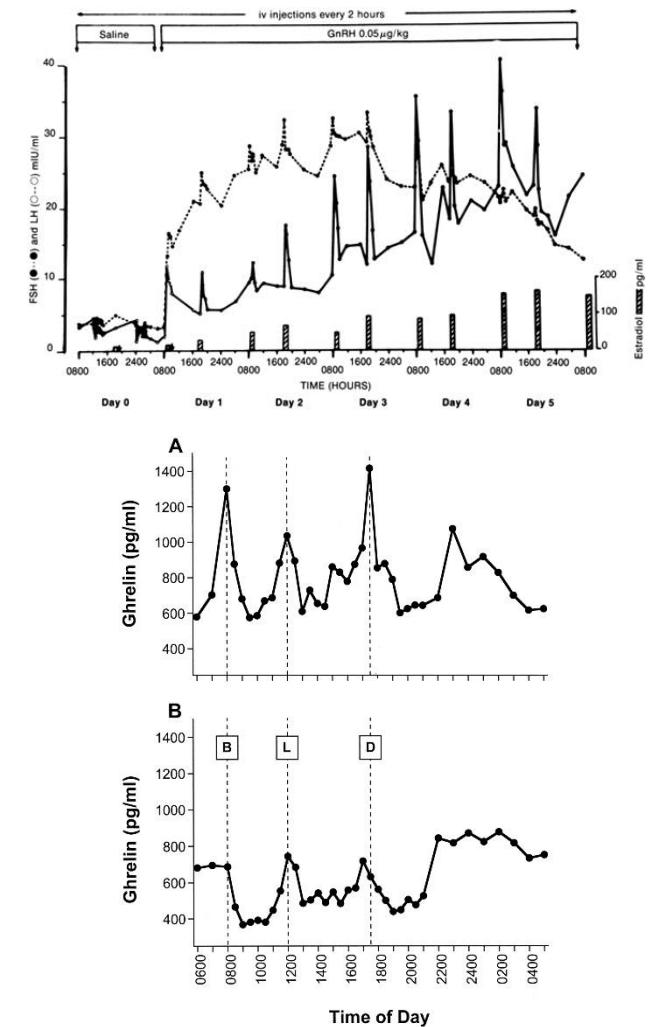 iv injections every 2 hours
Saline
GnRH 0.05µg/kg
40
30
20
10
0
FSH (●··●) and LH (○··○) mIU/ml
200
100
0
Estradiol pg/ml
0800 1600 2400 0800 1600 2400 0800 1600 2400 0800 1600 2400 0800 1600 2400 0800 1600 2400 0800
TIME (HOURS)
Day 0 Day 1 Day 2 Day 3 Day 4 Day 5
A
1400
1200
1000
800
600
400
Ghrelin (pg/ml)
B
B L D
1400
1200
1000
800
600
400
Ghrelin (pg/ml)
0600 0800 1000 1200 1400 1600 1800 2000 2200 2400 0200 0400
Time of Day